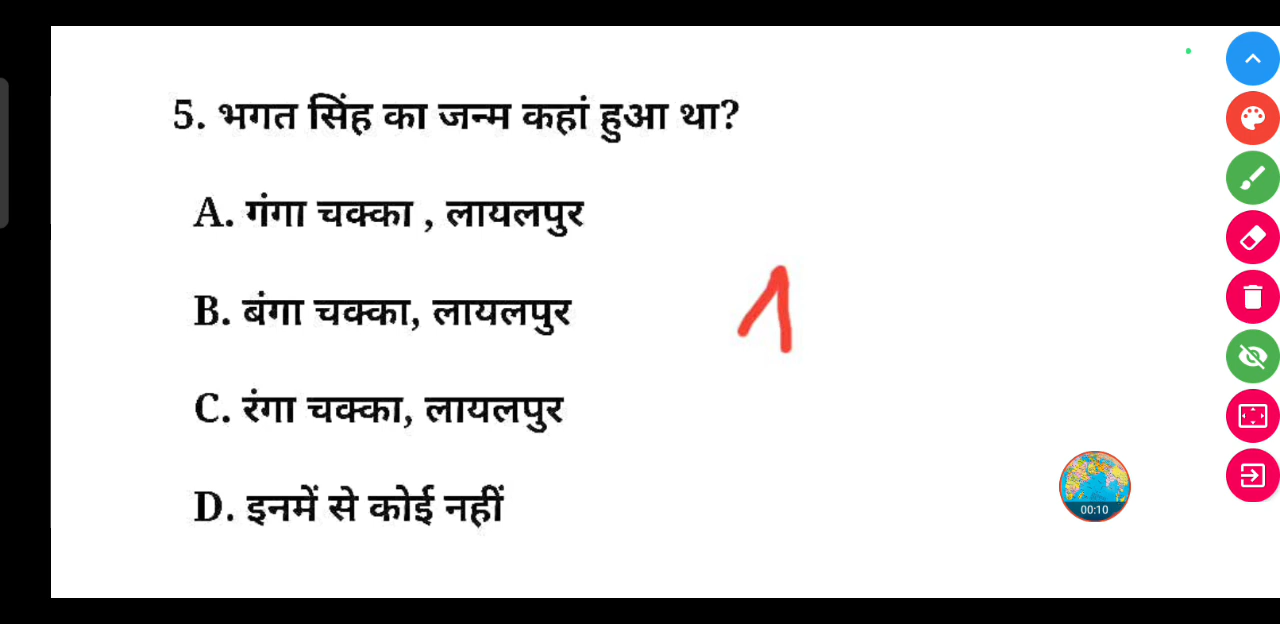 5. भगत सिंह का जन्म कहां हुआ था?
A. गंगा चक्का , लायलपुर
B. बंगा चक्का, लायलपुर
1
C. रंगा चक्का, लायलपुर
D. इनमें से कोई नहीं
00:10